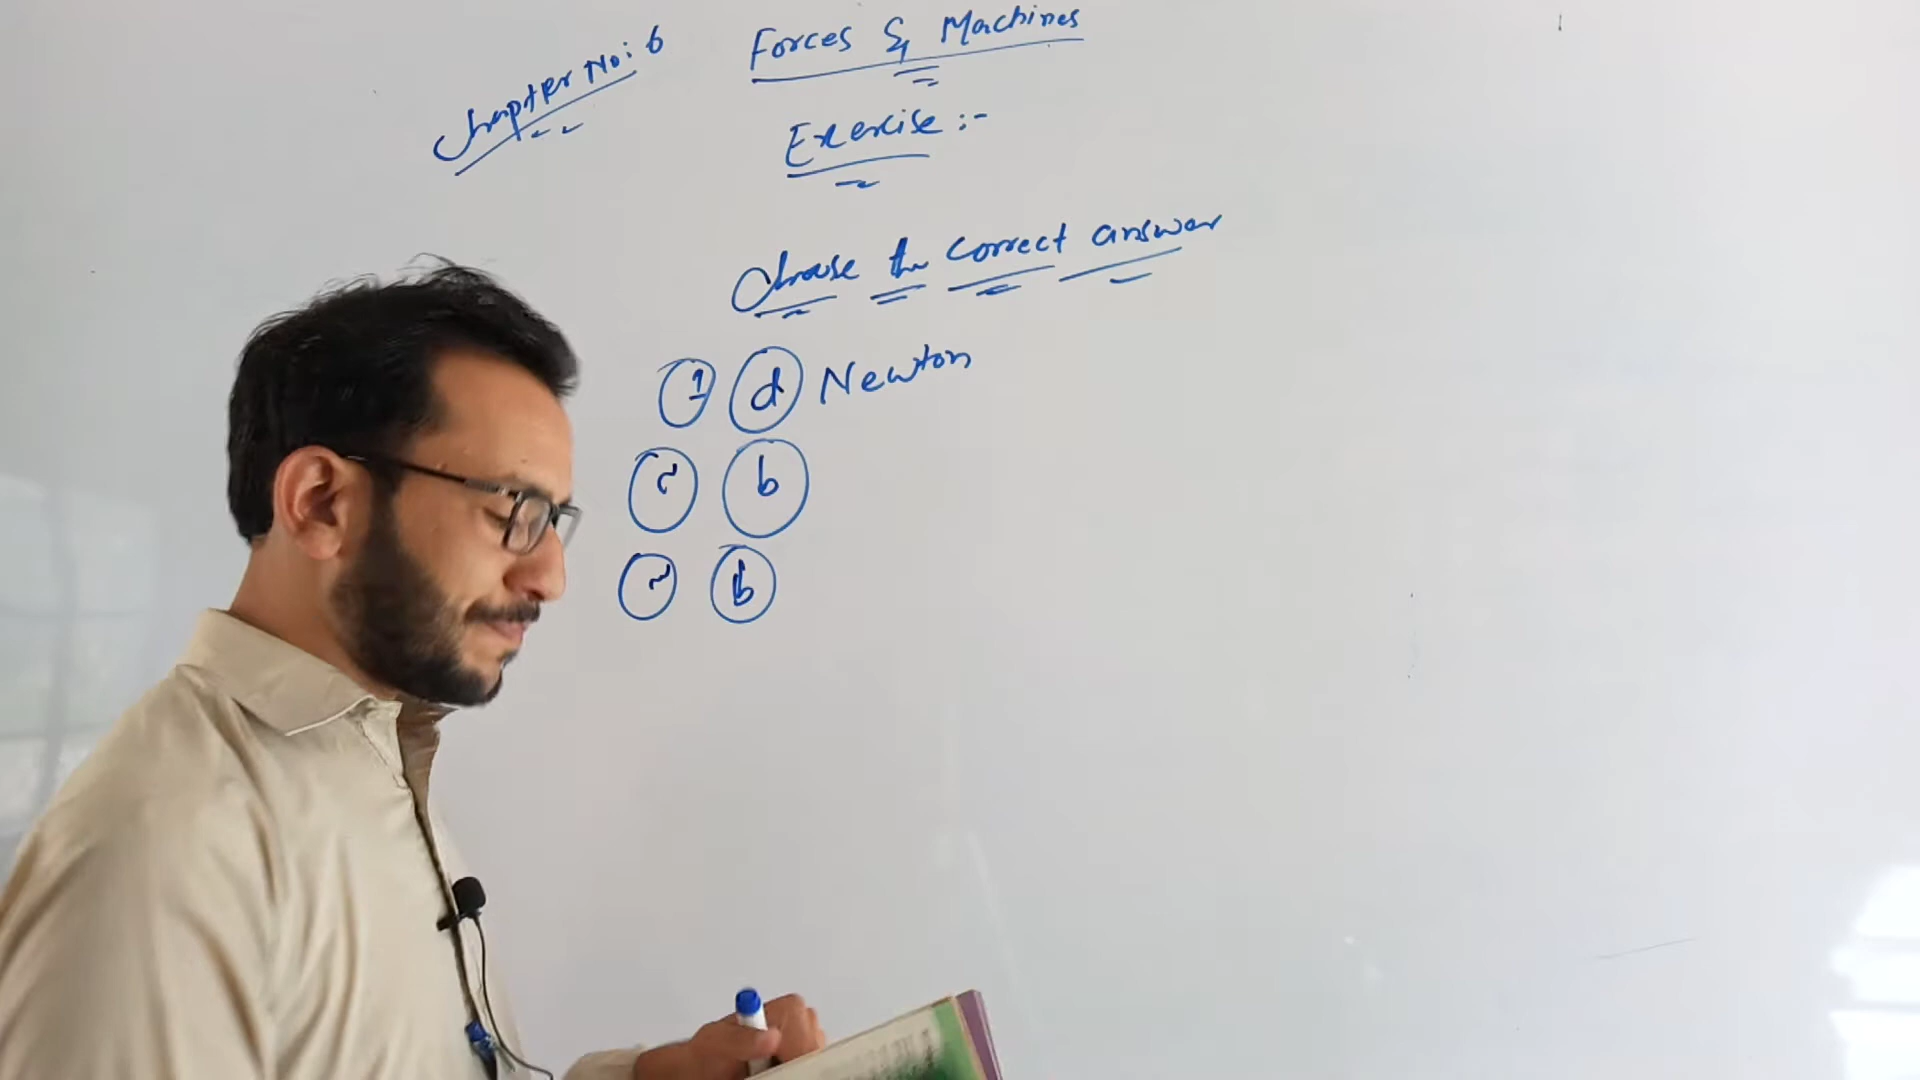 Chapter No: 6
Forces & Machines
Exercise :-
Choose the correct answer
1 d Newton
2 b
3 b